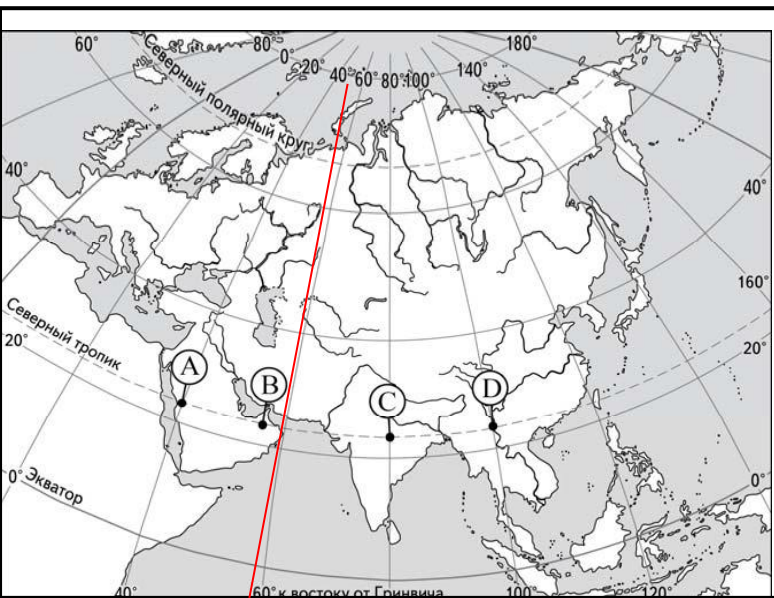 60°
80°
0°
20°
40°
60°
80°
100°
140°
180°
Северный полярный круг
40°
40°
160°
Северный тропик
20°
20°
A
B
C
D
0°
Экватор
0°
40°
60° к востоку от Гринвича
100°
120°